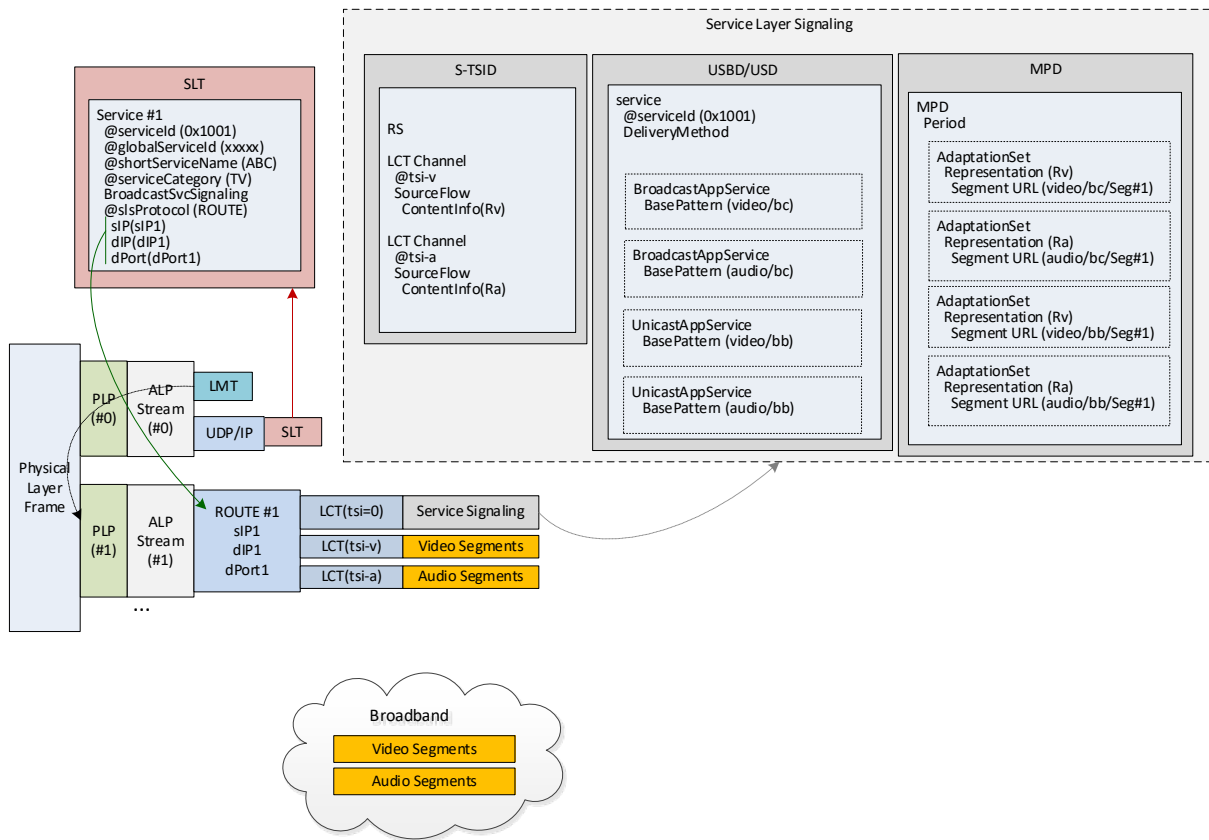 Service Layer Signaling
SLT
Service #1
@serviceId (0x1001)
@globalServiceId (xxxxx)
@shortServiceName (ABC)
@serviceCategory (TV)
BroadcastSvcSignaling
@slsProtocol (ROUTE)
sIP(sIP1)
dIP(dIP1)
dPort(dPort1)
S-TSID
RS
LCT Channel
@tsi-v
SourceFlow
ContentInfo(Rv)
LCT Channel
@tsi-a
SourceFlow
ContentInfo(Ra)
USBD/USD
service
@serviceId (0x1001)
DeliveryMethod
BroadcastAppService
BasePattern (video/bc)
BroadcastAppService
BasePattern (audio/bc)
UnicastAppService
BasePattern (video/bb)
UnicastAppService
BasePattern (audio/bb)
MPD
MPD
Period
AdaptationSet
Representation (Rv)
Segment URL (video/bc/Seg#1)
AdaptationSet
Representation (Ra)
Segment URL (audio/bc/Seg#1)
AdaptationSet
Representation (Rv)
Segment URL (video/bb/Seg#1)
AdaptationSet
Representation (Ra)
Segment URL (audio/bb/Seg#1)
Physical
Layer
Frame
PLP
(#0)
ALP
Stream
(#0)
LMT
UDP/IP
SLT
PLP
(#1)
ALP
Stream
(#1)
ROUTE #1
sIP1
dIP1
dPort1
LCT(tsi=0)
Service Signaling
LCT(tsi-v)
Video Segments
LCT(tsi-a)
Audio Segments
...
Broadband
Video Segments
Audio Segments